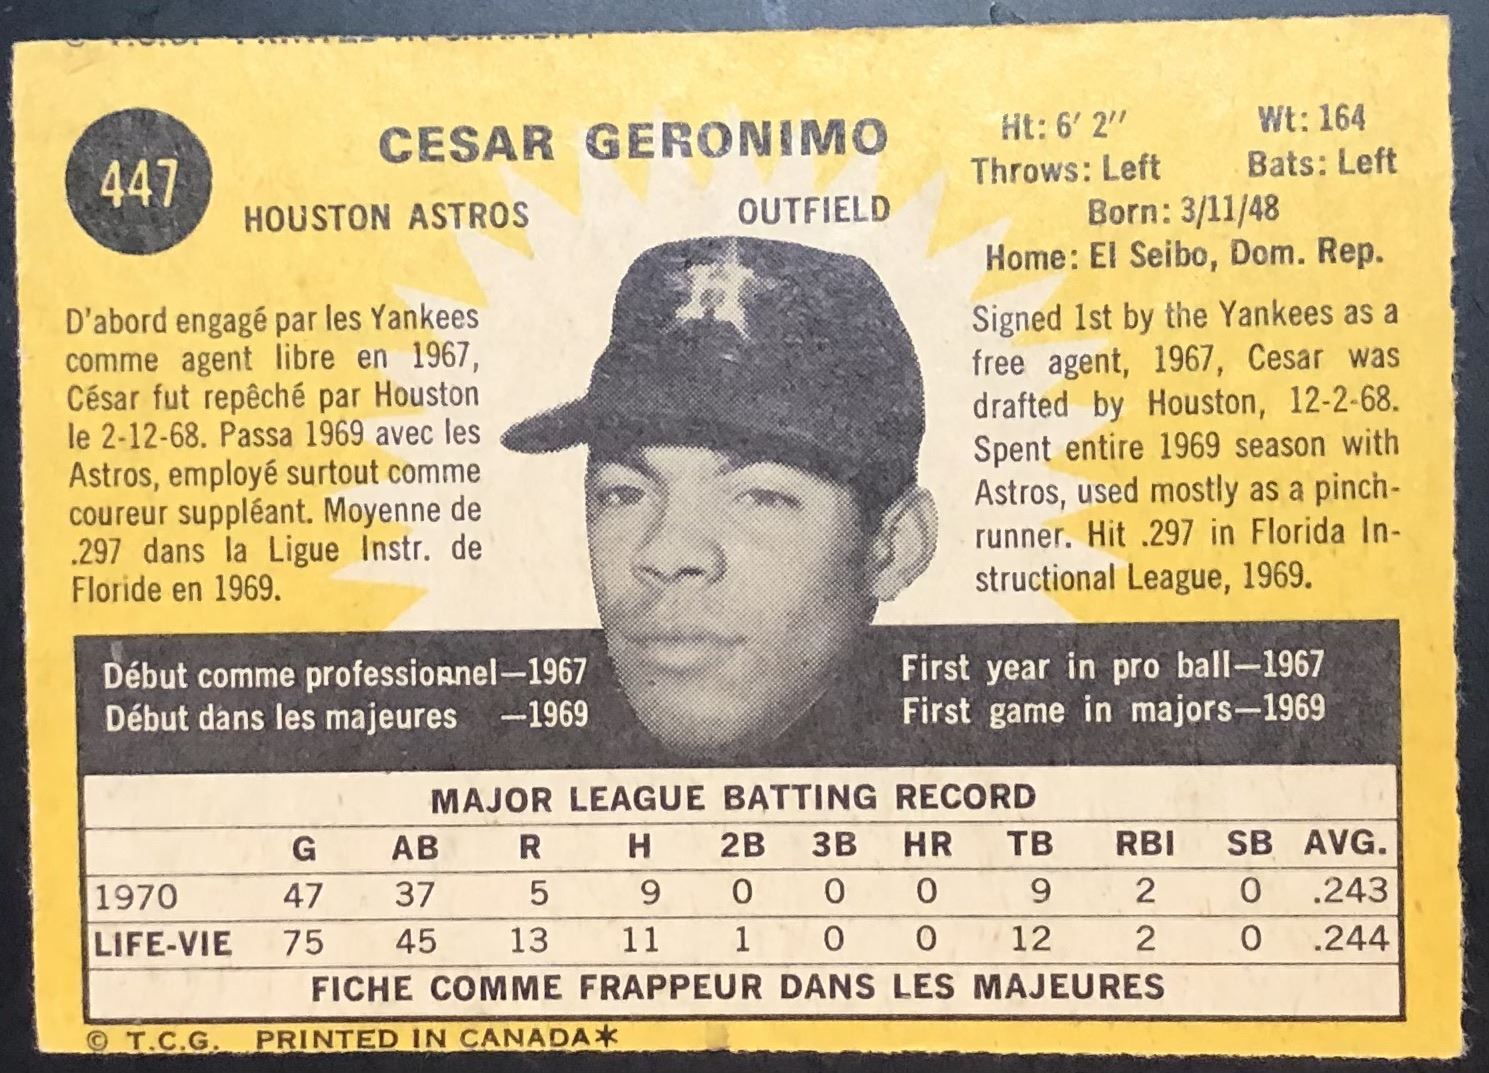 447
CESAR GERONIMO
HOUSTON ASTROS OUTFIELD
Ht: 6' 2" Wt: 164
Throws: Left Bats: Left
Born: 3/11/48
Home: El Seibo, Dom. Rep.
D'abord engagé par les Yankees
comme agent libre en 1967,
César fut repêché par Houston
le 2-12-68. Passa 1969 avec les
Astros, employé surtout comme
coureur suppléant. Moyenne de
.297 dans la Ligue Instr. de
Floride en 1969.
H
Signed 1st by the Yankees as a
free agent, 1967, Cesar was
drafted by Houston, 12-2-68.
Spent entire 1969 season with
Astros, used mostly as a pinch-
runner. Hit .297 in Florida In-
structional League, 1969.
Début comme professionnel—1967
Début dans les majeures —1969
First year in pro ball—1967
First game in majors—1969
MAJOR LEAGUE BATTING RECORD
G AB R H 2B 3B HR TB RBI SB AVG.
1970 47 37 5 9 0 0 0 9 2 0 .243
LIFE-VIE 75 45 13 11 1 0 0 12 2 0 .244
FICHE COMME FRAPPEUR DANS LES MAJEURES
© T.C.G. PRINTED IN CANADA*